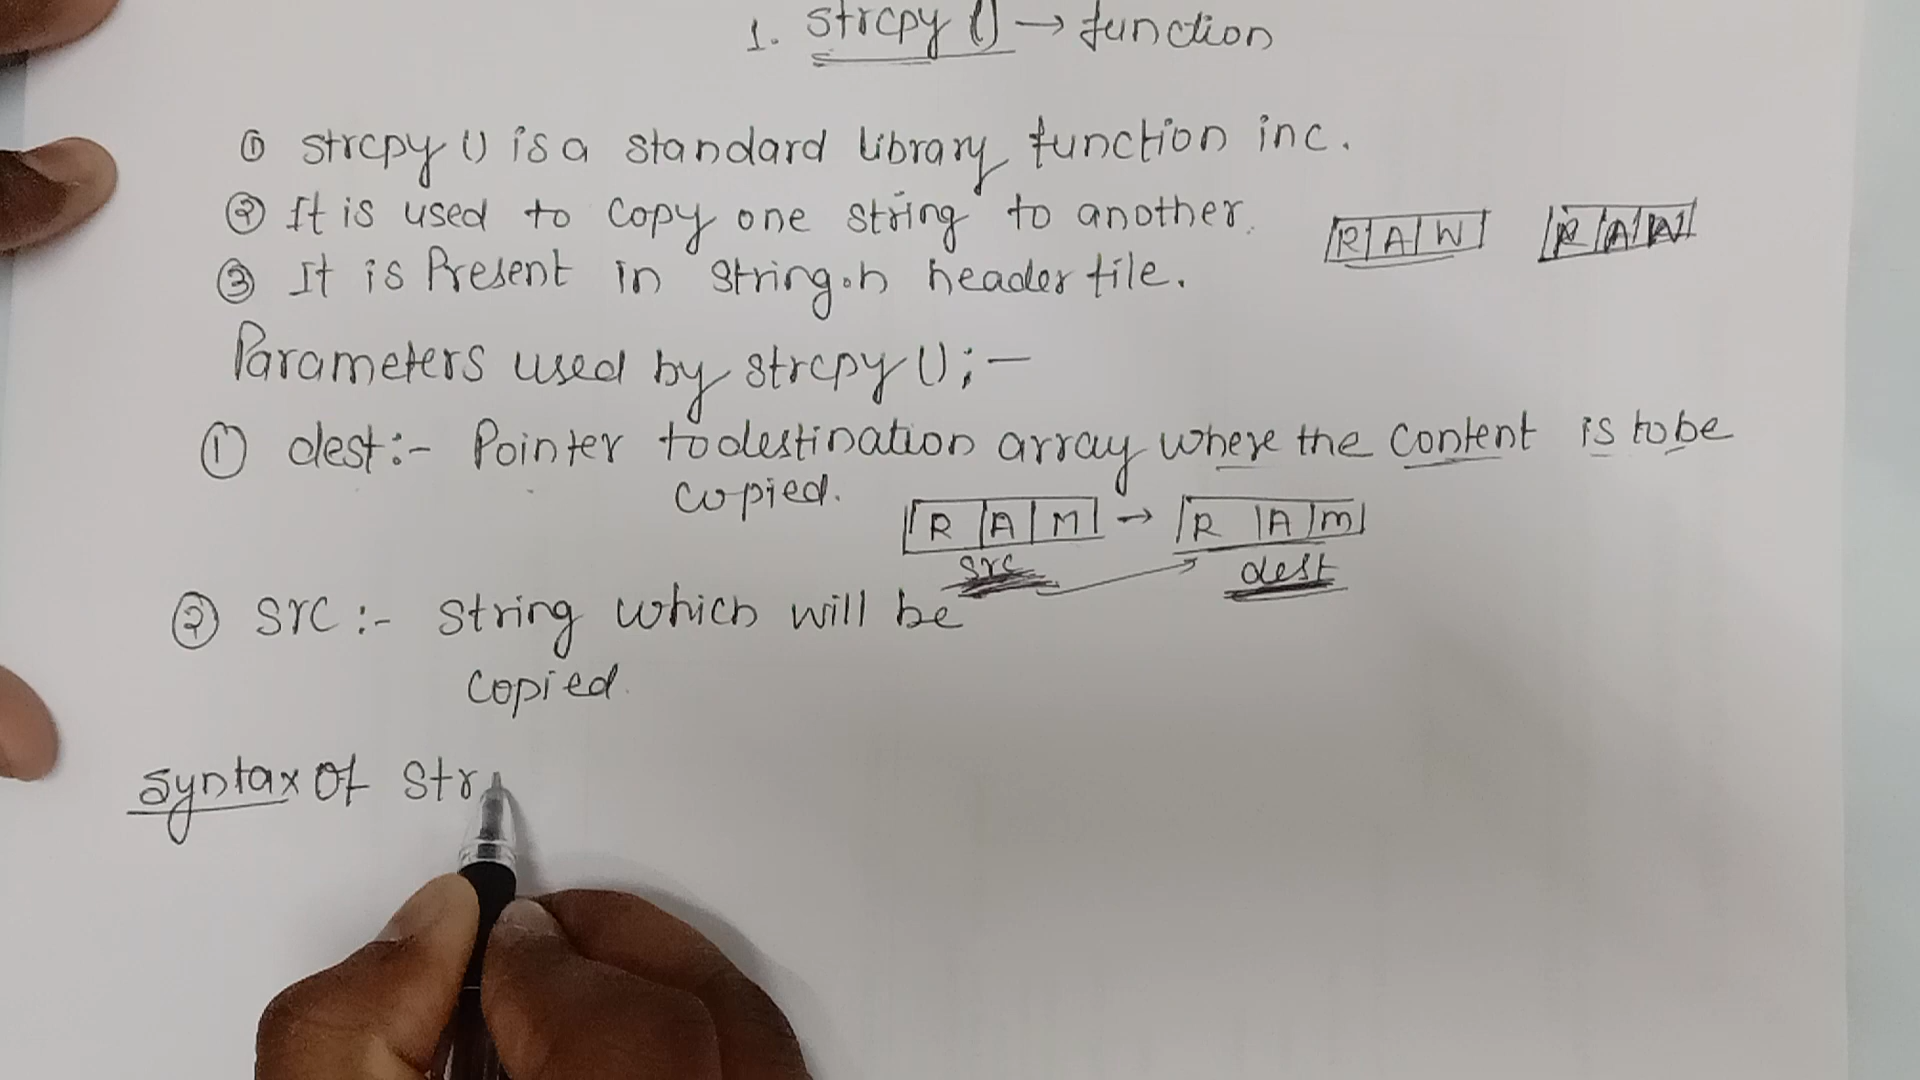 1. strcpy () → function
① strcpy () is a standard library function in c.
② It is used to copy one string to another.
R A W R A W
③ It is Present in string.h header file.
Parameters used by strcpy () ; -
① dest :- Pointer to destination array where the content is to be
copied.
R A M → R A M
src dest
② src :- string which will be
copied.
Syntax of str